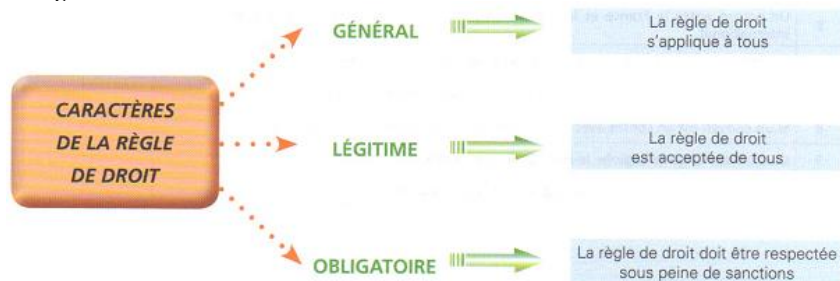 CARACTÈRES
DE LA RÈGLE
DE DROIT
GÉNÉRAL
La règle de droit
s'applique à tous
LÉGITIME
La règle de droit
est acceptée de tous
OBLIGATOIRE
La règle de droit doit être respectée
sous peine de sanctions